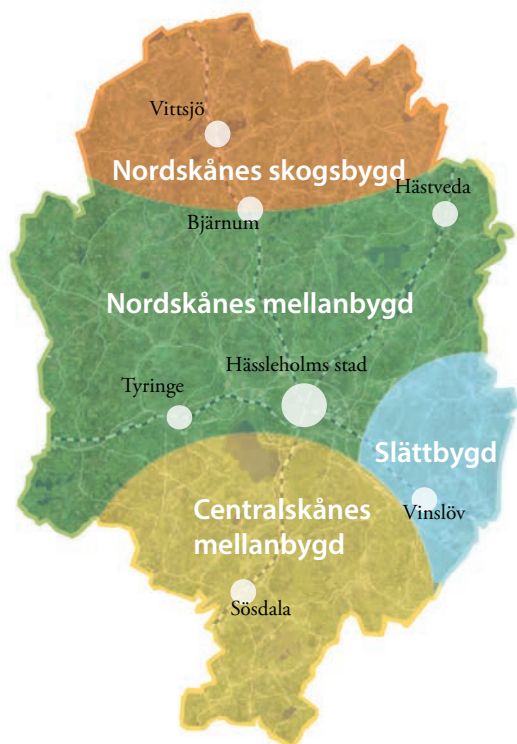 Vittsjö
Nordskånes skogsbygd
Hästveda
Bjärnum
Nordskånes mellanbygd
Hässleholms stad
Tyringe
Slättbygd
Centralskånes
mellanbygd
Vinslöv
Sösdala